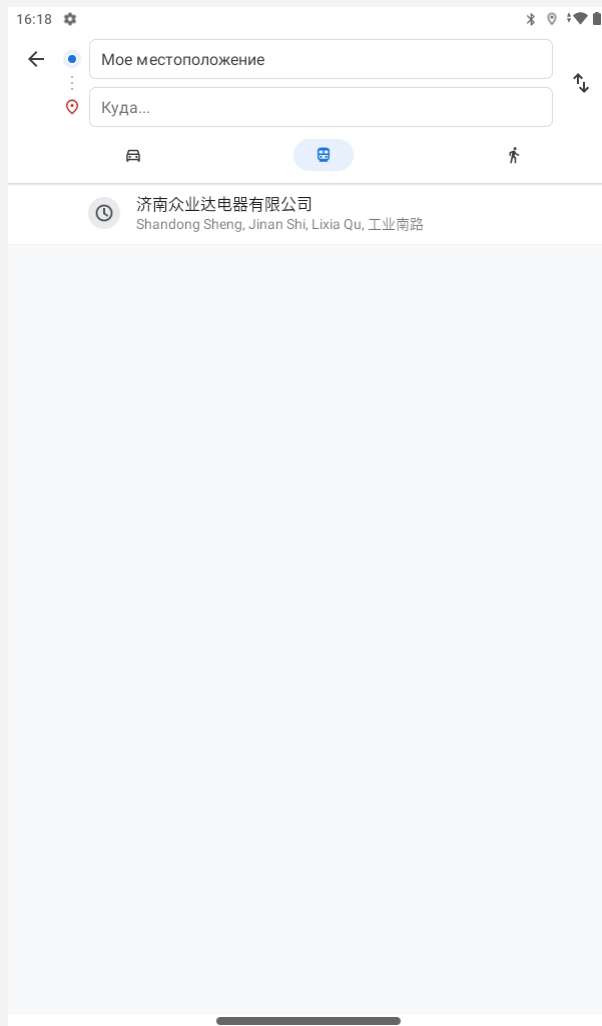 16:18
Мое местоположение
Куда...
济南众业达电器有限公司
Shandong Sheng, Jinan Shi, Lixia Qu, 工业南路